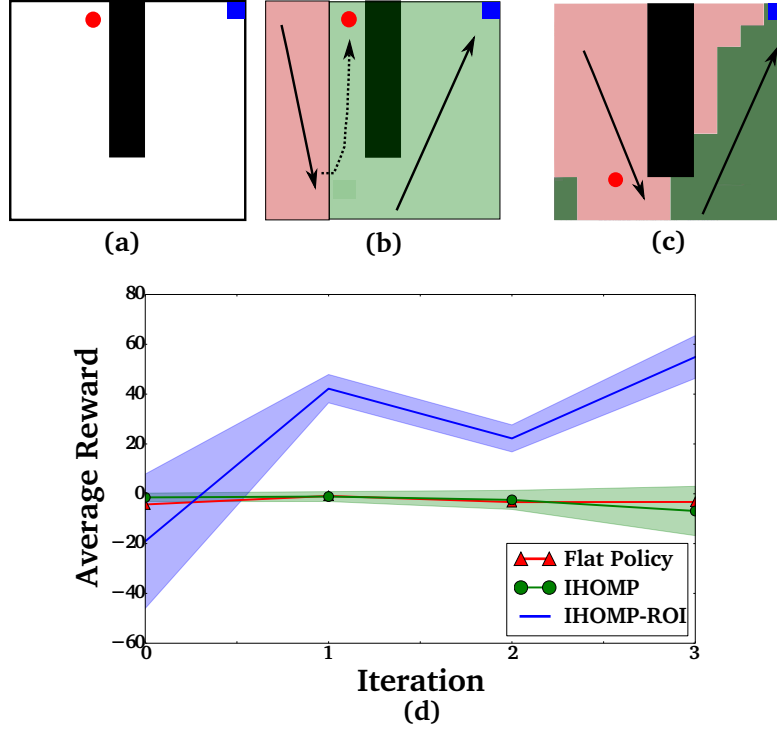 (a)
(b)
(c)
80
60
40
20
0
−20
−40
−60
Average Reward
Flat Policy
IHOMP
IHOMP-ROI
0
1
2
3
Iteration
(d)